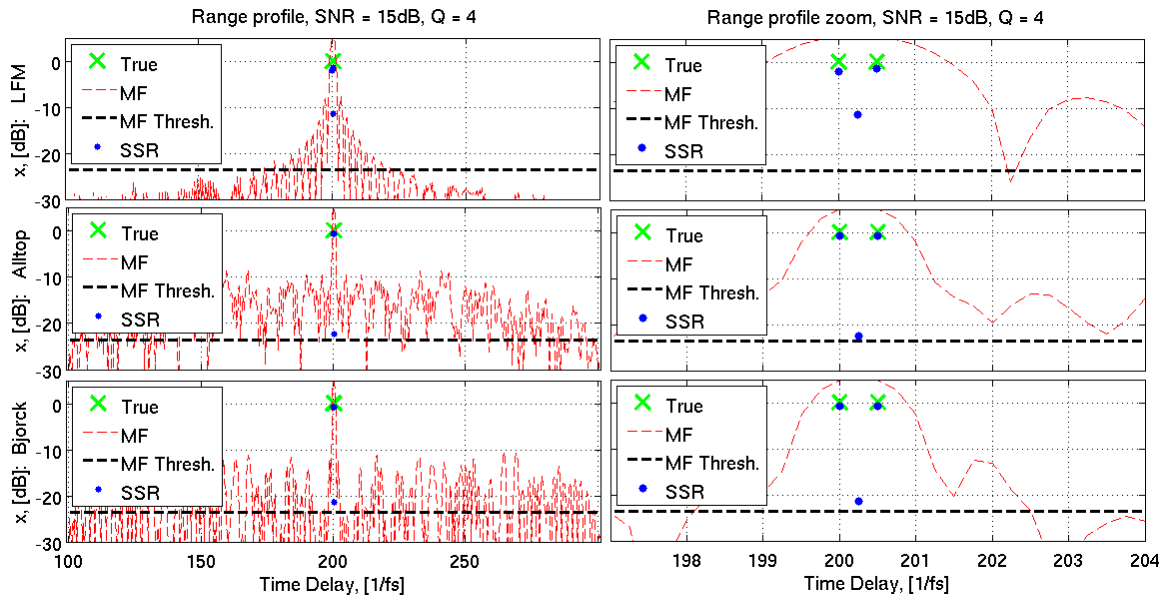 Range profile, SNR = 15dB, Q = 4
x, [dB]: LFM
0
-10
-20
-30
True
MF
MF Thresh.
SSR
x, [dB]: Alltop
0
-10
-20
-30
True
MF
MF Thresh.
SSR
x, [dB]: Bjorck
0
-10
-20
-30
True
MF
MF Thresh.
SSR
100 150 200 250
Time Delay, [1/fs]
Range profile zoom, SNR = 15dB, Q = 4
True
MF
MF Thresh.
SSR
True
MF
MF Thresh.
SSR
True
MF
MF Thresh.
SSR
198 199 200 201 202 203 204
Time Delay, [1/fs]